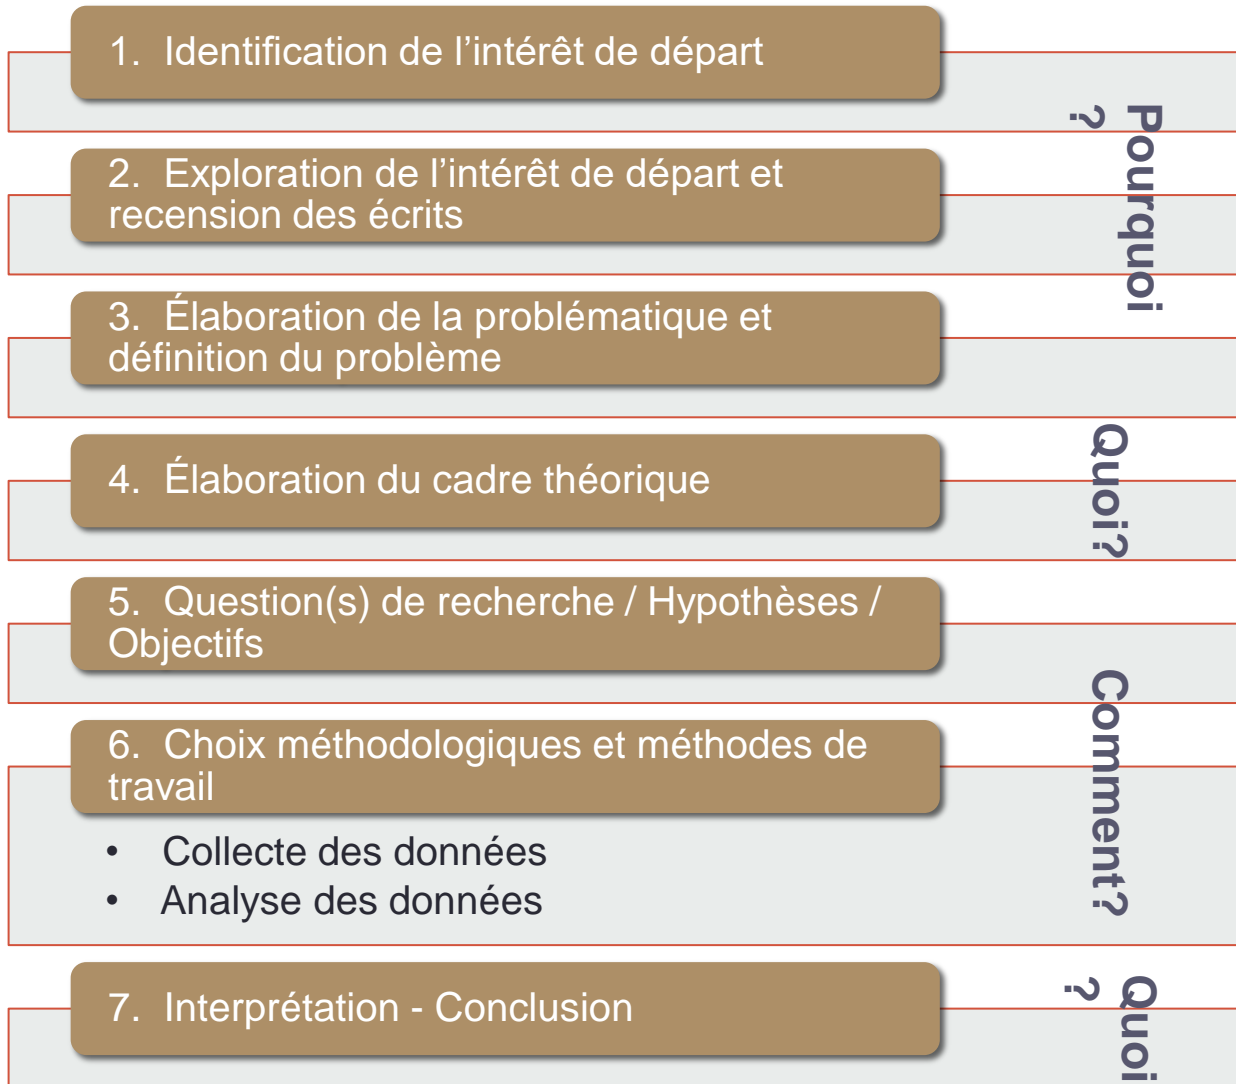 1. Identification de l’intérêt de départ
Pourquoi
?
2. Exploration de l’intérêt de départ et
recension des écrits
3. Élaboration de la problématique et
définition du problème
4. Élaboration du cadre théorique
Quoi?
5. Question(s) de recherche / Hypothèses /
Objectifs
6. Choix méthodologiques et méthodes de
travail
• Collecte des données
• Analyse des données
Comment?
7. Interprétation - Conclusion
Quoi
?